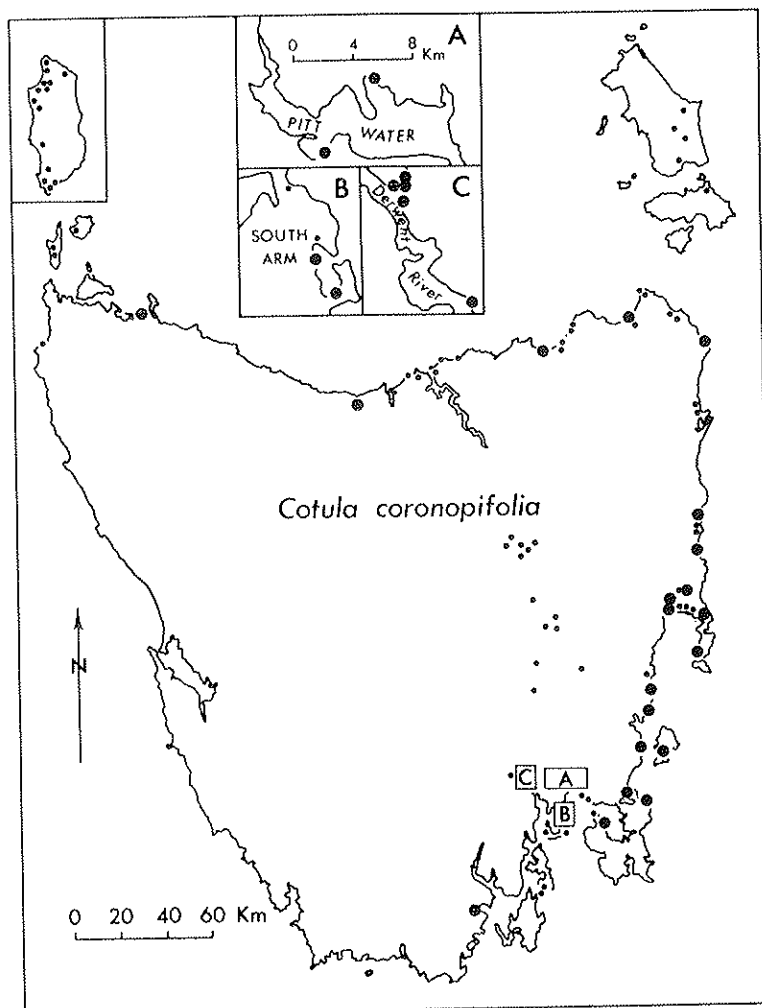 A
0 4 8
Km
PITT WATER
B
C
SOUTH
ARM
Derwent
River
Cotula coronopifolia
N
C A
B
0 20 40 60 Km